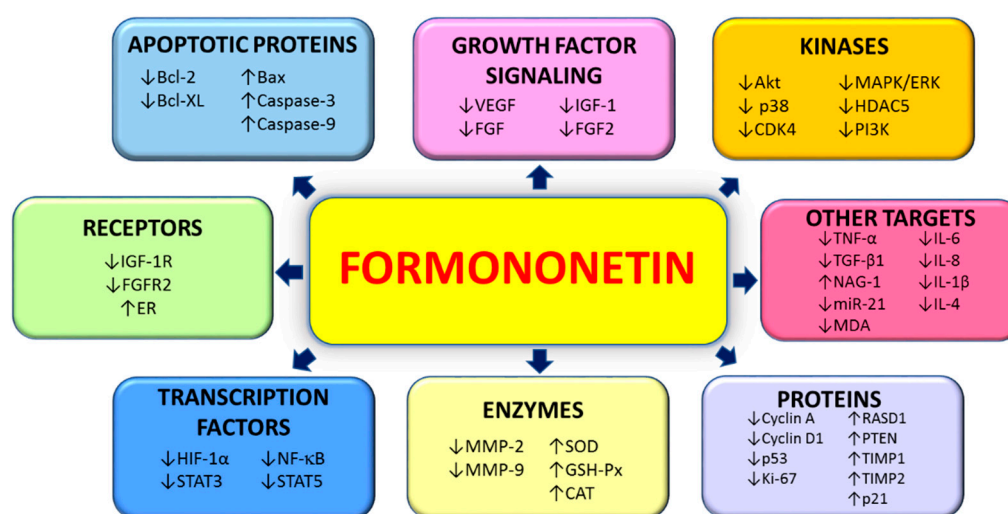 APOPTOTIC PROTEINS
↓Bcl-2 ↑Bax
↓Bcl-XL ↑Caspase-3
↑Caspase-9
GROWTH FACTOR
SIGNALING
↓VEGF ↓IGF-1
↓FGF ↓FGF2
KINASES
↓Akt ↓MAPK/ERK
↓ p38 ↓HDAC5
↓CDK4 ↓PI3K
RECEPTORS
↓IGF-1R
↓FGFR2
↑ER
FORMONONETIN
OTHER TARGETS
↓TNF-α ↓IL-6
↓TGF-β1 ↓IL-8
↑NAG-1 ↓IL-1β
↓miR-21 ↓IL-4
↓MDA
TRANSCRIPTION
FACTORS
↓HIF-1α ↓NF-κB
↓STAT3 ↓STAT5
ENZYMES
↓MMP-2 ↑SOD
↓MMP-9 ↑GSH-Px
↑CAT
PROTEINS
↓Cyclin A ↑RASD1
↓Cyclin D1 ↑PTEN
↓p53 ↑TIMP1
↓Ki-67 ↑TIMP2
↑p21